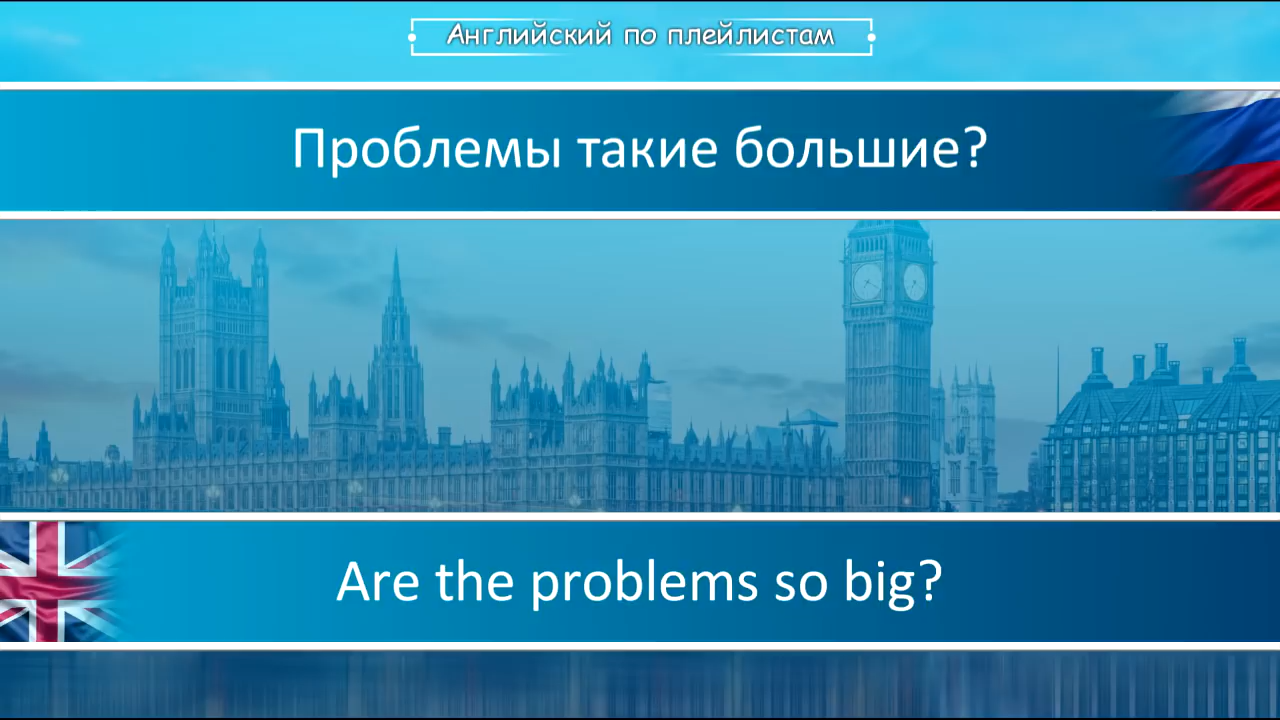 Английский по плейлистам
Проблемы такие большие?
Are the problems so big?